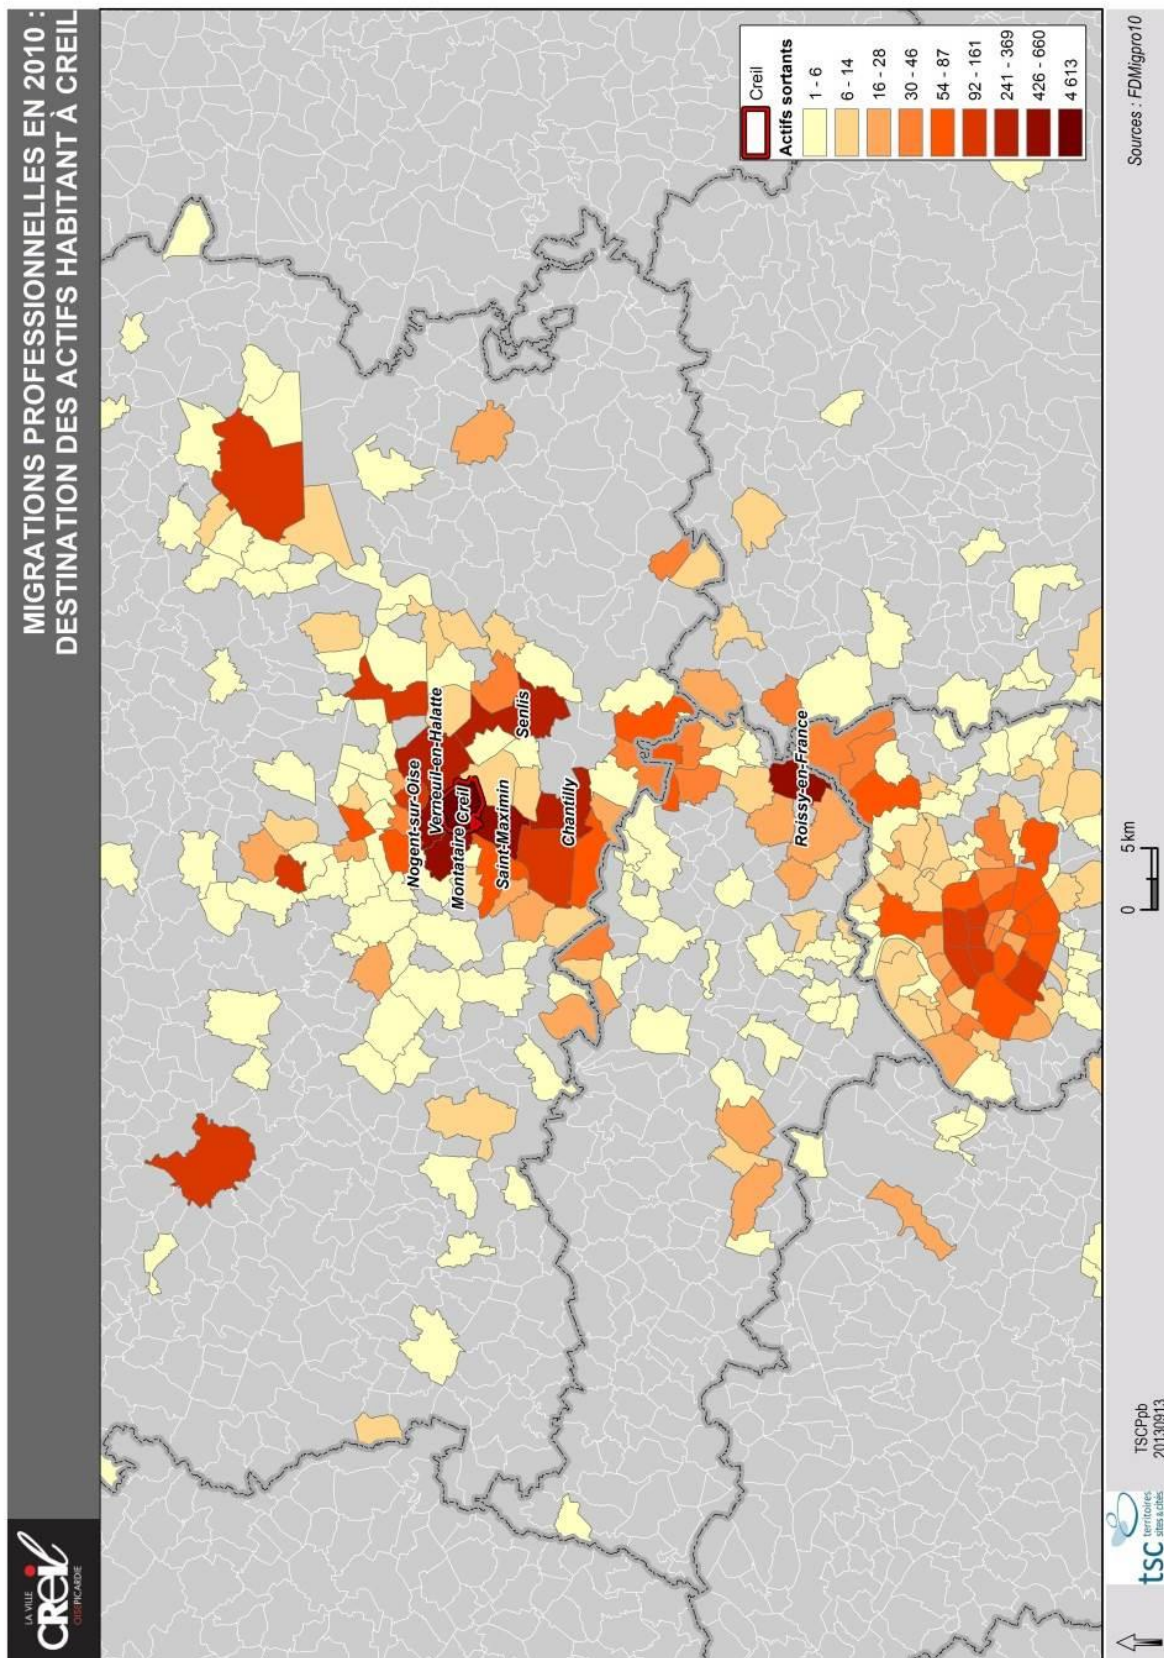 LA VILLE
CREIL
OISE PICARDIE
MIGRATIONS PROFESSIONNELLES EN 2010 :
DESTINATION DES ACTIFS HABITANT À CREIL
Nogent-sur-Oise
Verneuil-en-Halatte
Montataire
Creil
Saint-Maximin
Senlis
Chantilly
Roissy-en-France
Creil
Actifs sortants
1 - 6
6 - 14
16 - 28
30 - 46
54 - 87
92 - 161
241 - 369
426 - 660
4 613
tsc territoires
sites & cités
TSCPpb
20130913
0 5 km
Sources : FDMigpro10